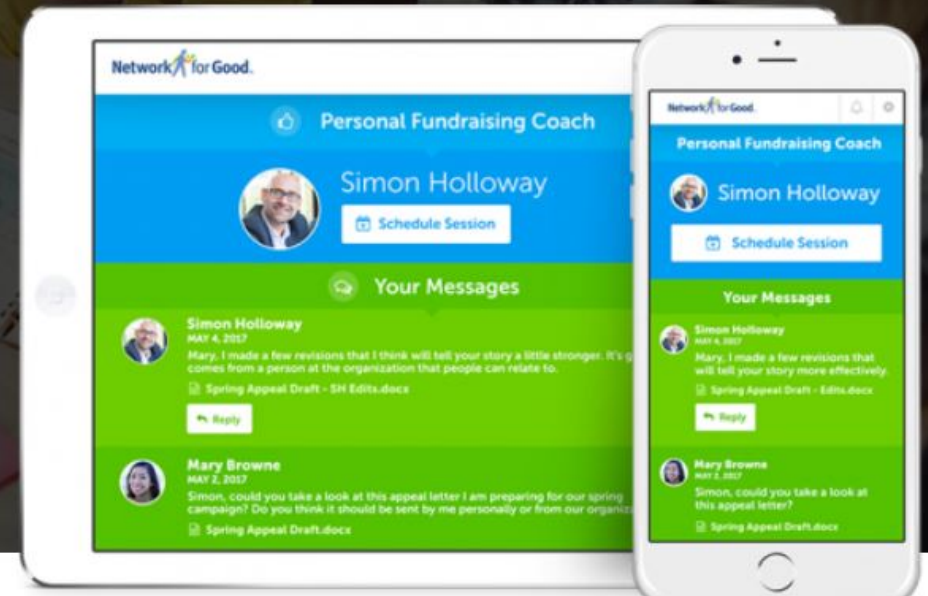 Network for Good.
Personal Fundraising Coach
Simon Holloway
Schedule Session
Your Messages
Simon Holloway
MAY 4, 2017
Mary, I made a few revisions that I think will tell your story a little stronger. It's g
comes from a person at the organization that people can relate to.
Spring Appeal Draft - SH Edits.docx
Reply
Mary Browne
MAY 2, 2017
Simon, could you take a look at this appeal letter I am preparing for our spring
campaign? Do you think it should be sent by me personally or from our organiz
Spring Appeal Draft.docx
Network for Good.
Personal Fundraising Coach
Simon Holloway
Schedule Session
Your Messages
Simon Holloway
MAY 4, 2017
Mary, I made a few revisions that
will tell your story more effectively.
Spring Appeal Draft - Edits.docx
Reply
Mary Browne
MAY 2, 2017
Simon, could you take a look at
this appeal letter?
Spring Appeal Draft.docx